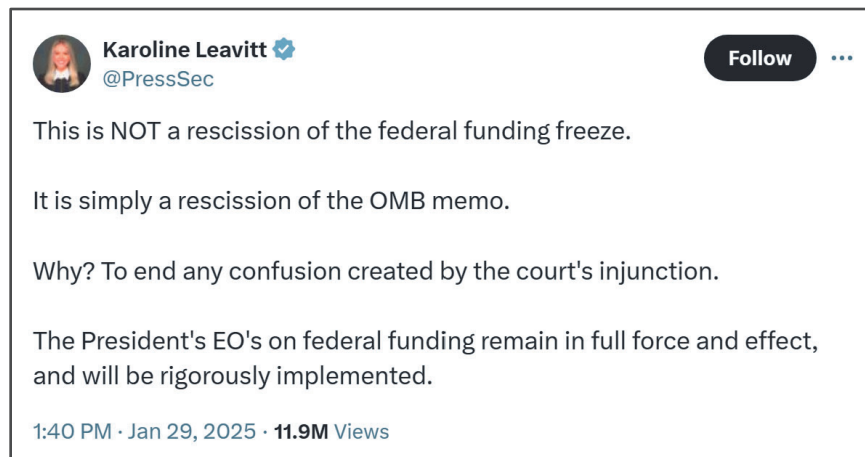 Karoline Leavitt
@PressSec
Follow
This is NOT a rescission of the federal funding freeze.
It is simply a rescission of the OMB memo.
Why? To end any confusion created by the court's injunction.
The President's EO's on federal funding remain in full force and effect,
and will be rigorously implemented.
1:40 PM · Jan 29, 2025 · 11.9M Views